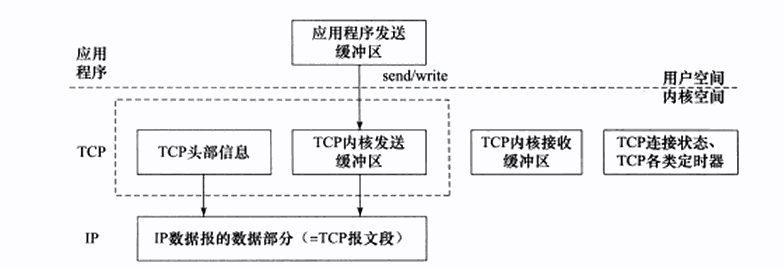 应用程序发送
缓冲区
应用
程序
send/write
用户空间
内核空间
TCP
TCP头部信息
TCP内核发送
缓冲区
TCP内核接收
缓冲区
TCP连接状态、
TCP各类定时器
IP
IP数据报的数据部分（=TCP报文段）